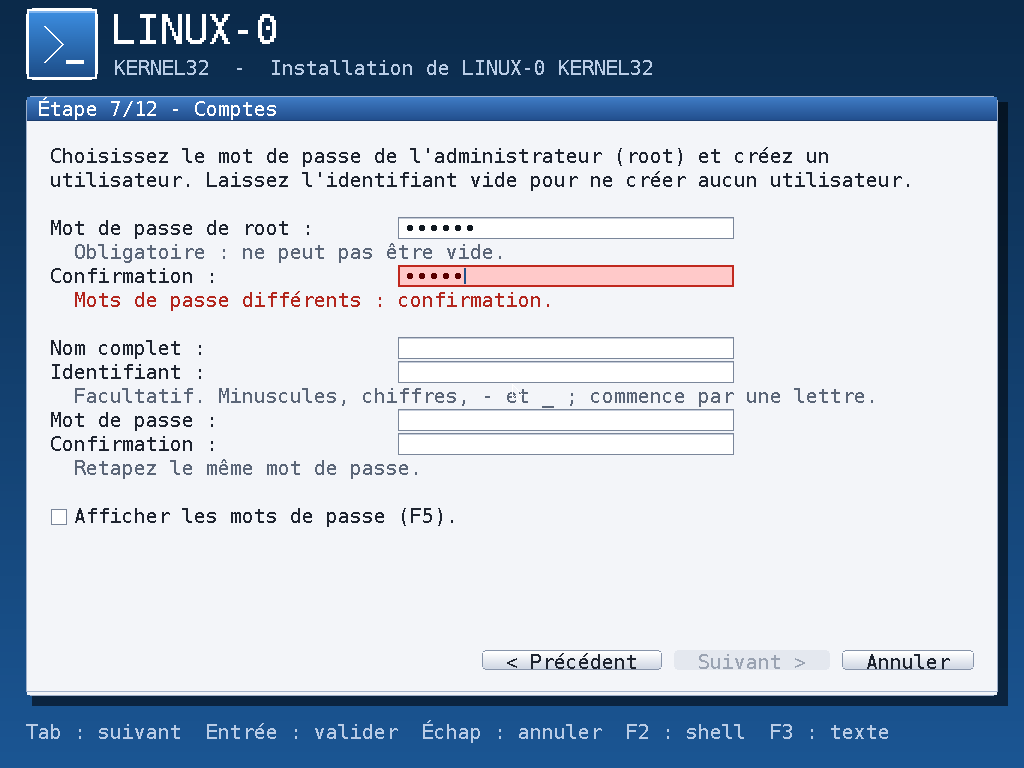 LINUX-0
KERNEL32  -  Installation de LINUX-0 KERNEL32
Étape 7/12 - Comptes
Choisissez le mot de passe de l'administrateur (root) et créez un
utilisateur. Laissez l'identifiant vide pour ne créer aucun utilisateur.
Mot de passe de root : ••••••
Obligatoire : ne peut pas être vide.
Confirmation : •••••
Mots de passe différents : confirmation.
Nom complet :
Identifiant :
Facultatif. Minuscules, chiffres, - et _ ; commence par une lettre.
Mot de passe :
Confirmation :
Retapez le même mot de passe.
Afficher les mots de passe (F5).
< Précédent  Suivant >  Annuler
Tab : suivant  Entrée : valider  Échap : annuler  F2 : shell  F3 : texte